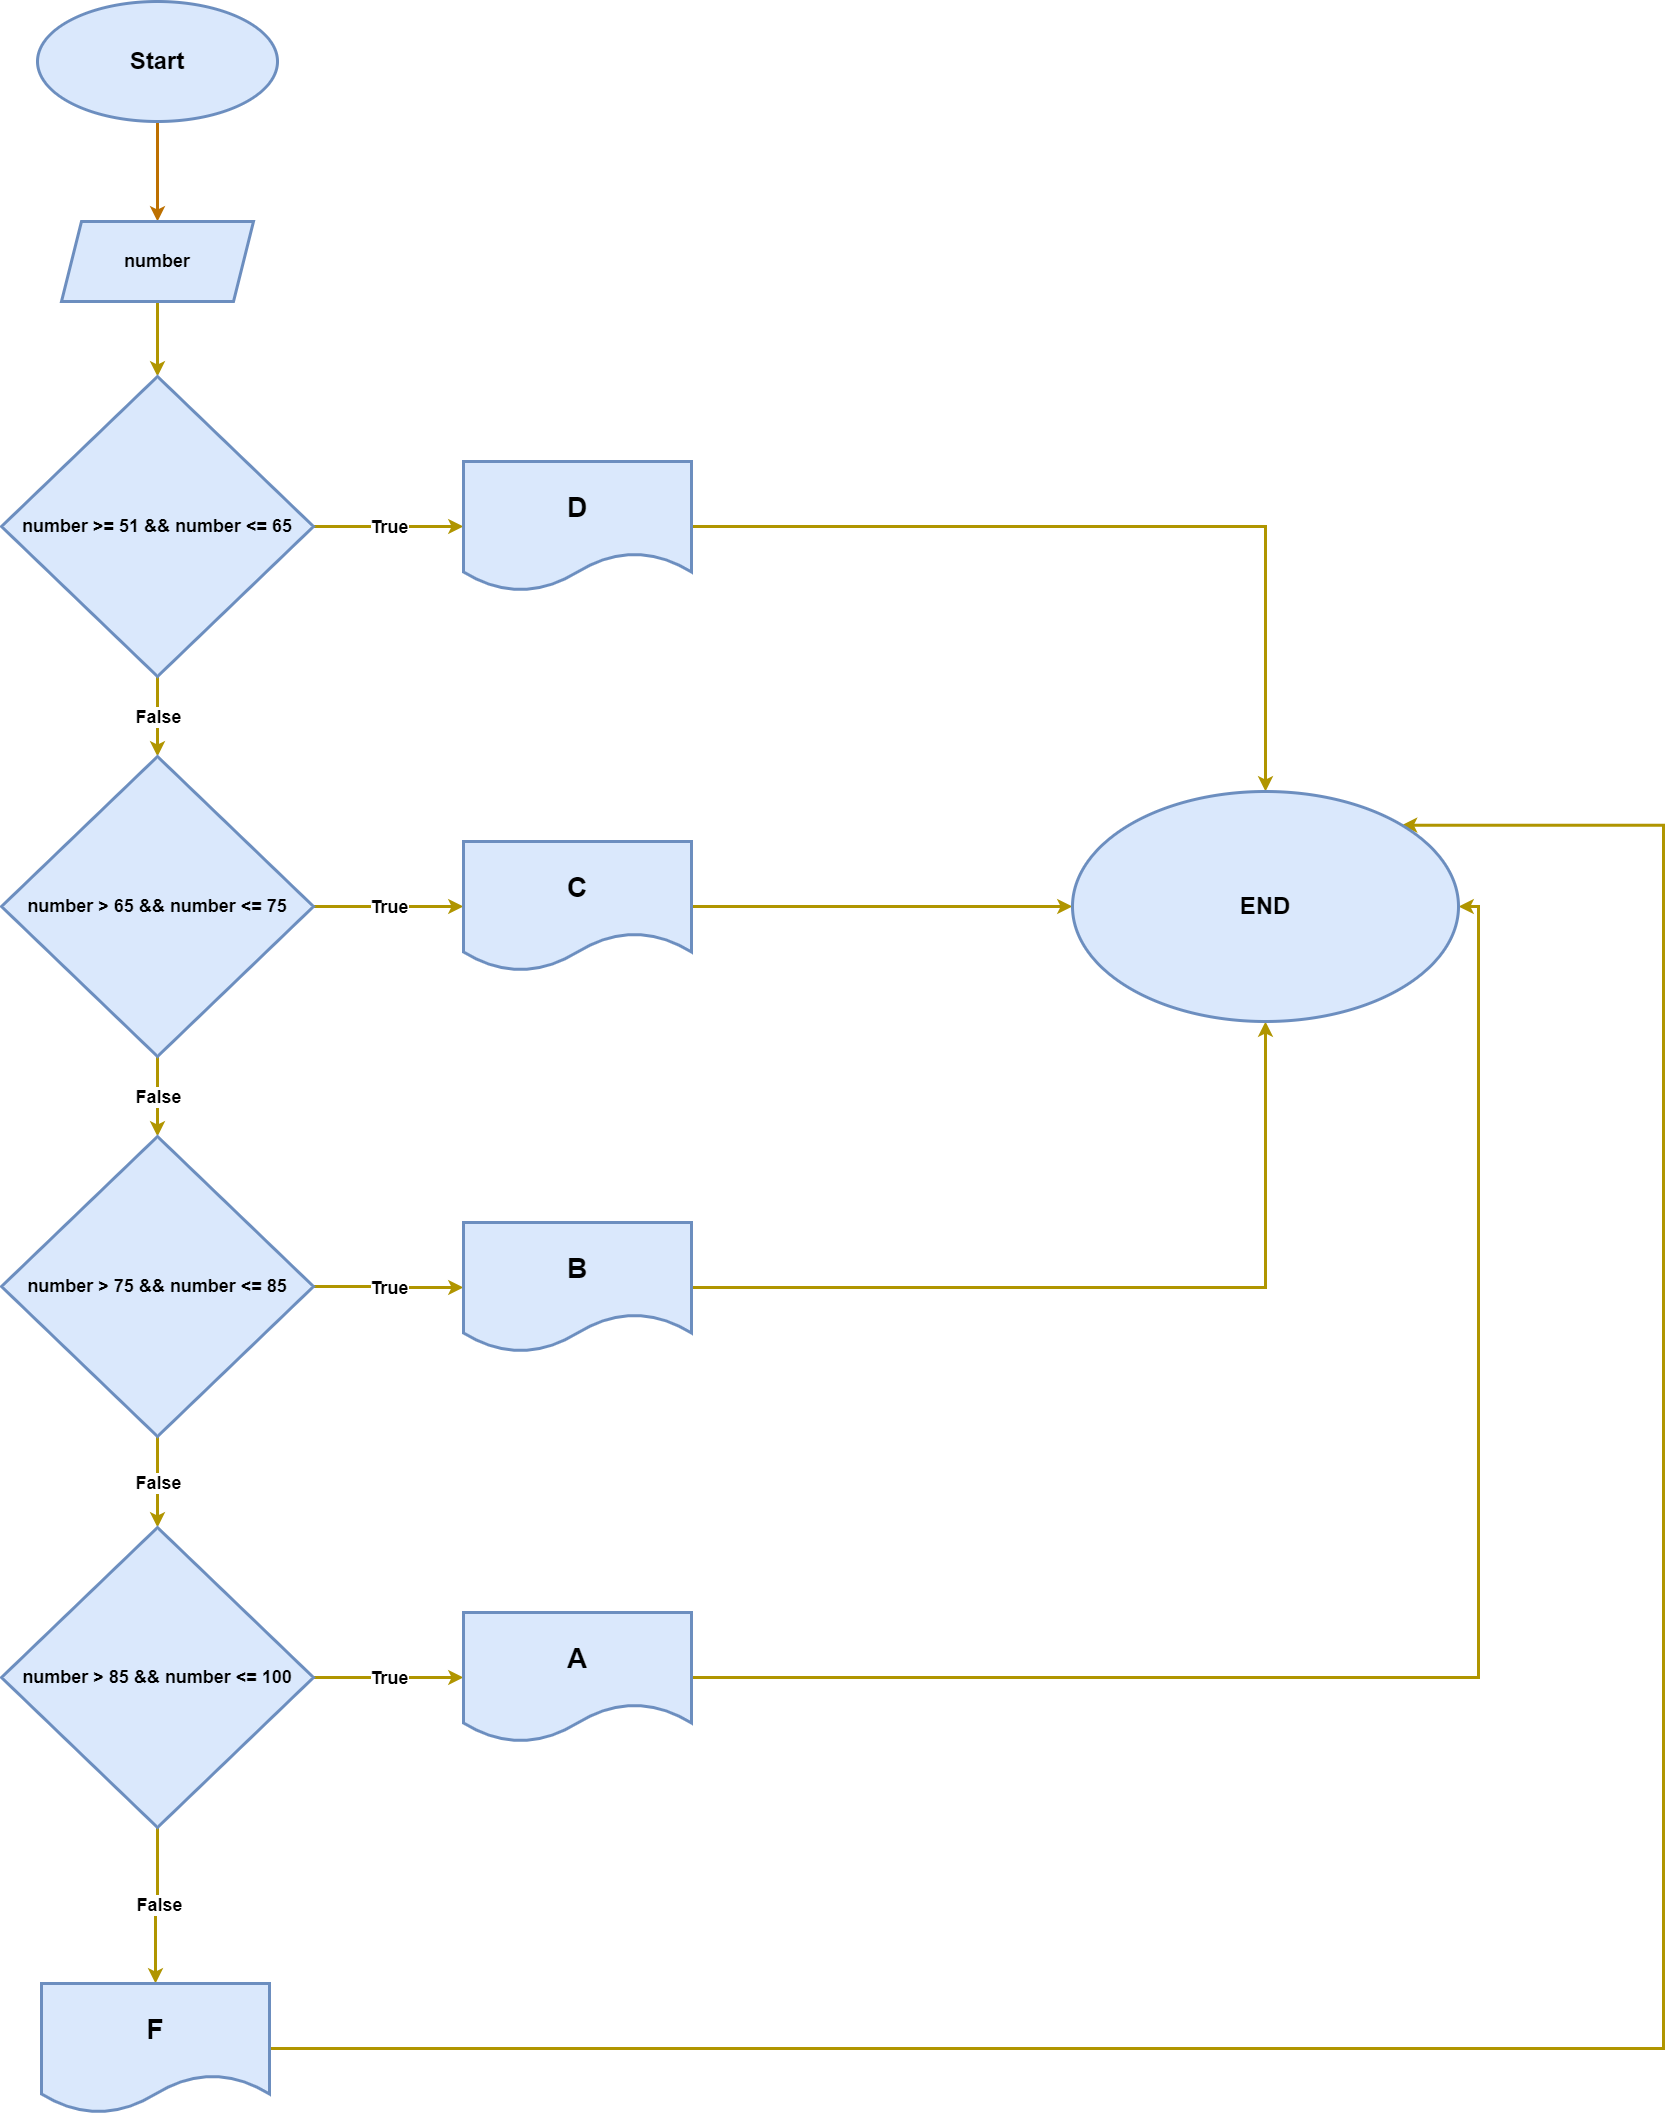 Start
number
number >= 51 && number <= 65
True
D
False
number > 65 && number <= 75
True
C
END
False
number > 75 && number <= 85
True
B
False
number > 85 && number <= 100
True
A
False
F